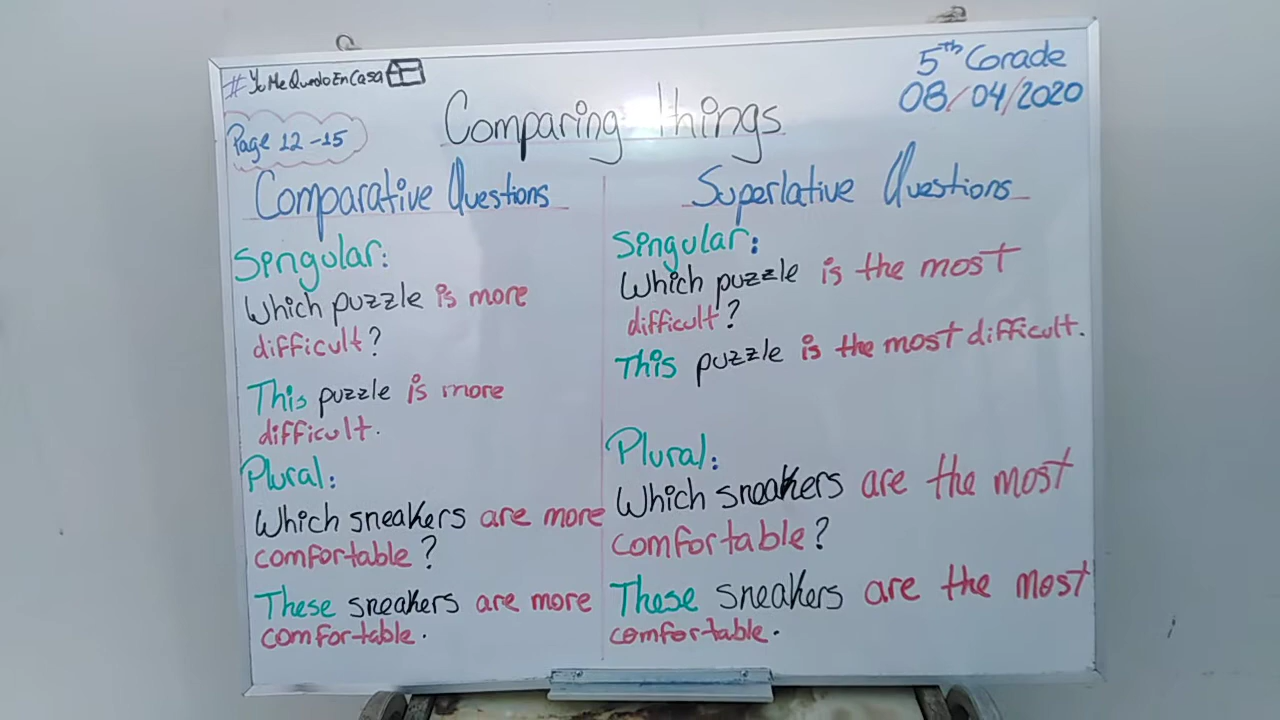 #YoMeQuedoEnCasa
5th Grade
08/04/2020
Page 12-15
Comparing things
Comparative Questions
Singular:
Which puzzle is more
difficult?
This puzzle is more
difficult.
Plural:
Which sneakers are more
comfortable?
These sneakers are more
comfortable.
Superlative Questions
Singular:
Which puzzle is the most
difficult?
This puzzle is the most difficult.
Plural:
Which sneakers are the most
comfortable?
These sneakers are the most
comfortable.